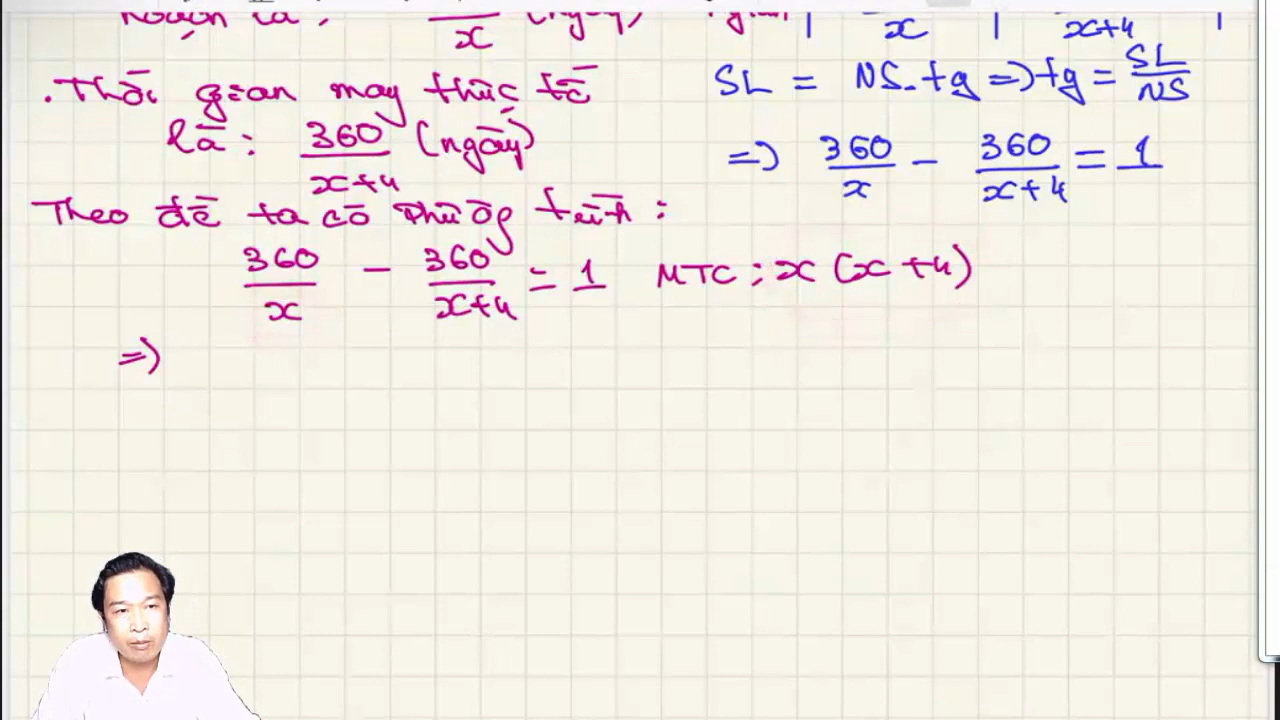 là :
x (ngày)
x
x+4
. Thời gian may thực tế
là : 360/x+4 (ngày)
Theo đề ta có phương trình :
360/x − 360/x+4 = 1 MTC : x (x+4)
=>
SL = NS . tg => tg = SL/NS
=> 360/x − 360/x+4 = 1